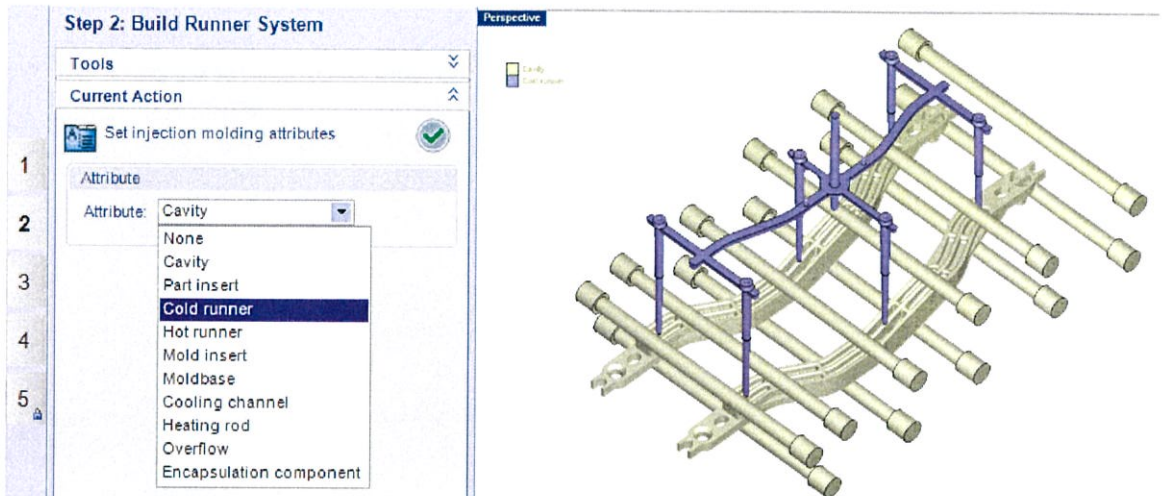 Step 2: Build Runner System
Tools
Current Action
Set injection molding attributes
Attribute
Attribute: Cavity
None
Cavity
Part insert
Cold runner
Hot runner
Mold insert
Moldbase
Cooling channel
Heating rod
Overflow
Encapsulation component
1
2
3
4
5
Perspective
Cavity
Cold runner